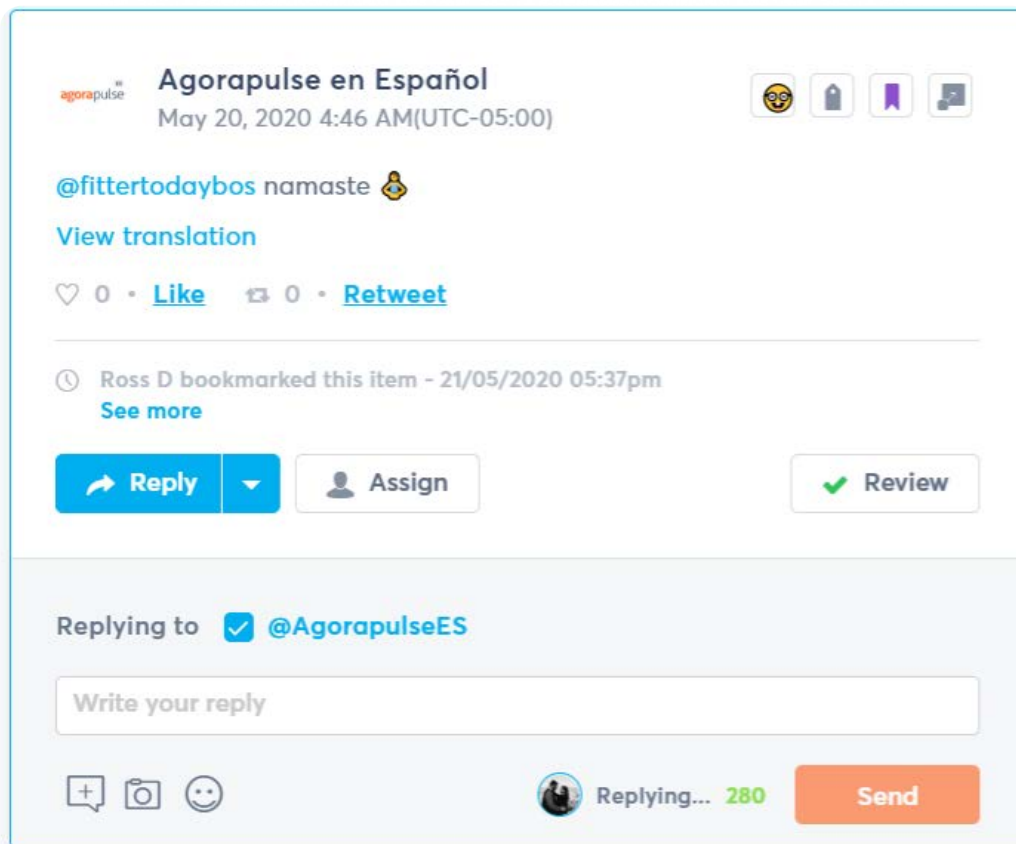 agorapulse
ES
Agorapulse en Español
May 20, 2020 4:46 AM(UTC-05:00)
@fittertodaybos namaste
View translation
0 • Like 0 • Retweet
Ross D bookmarked this item - 21/05/2020 05:37pm
See more
Reply Assign Review
Replying to @AgorapulseES
Write your reply
Replying... 280 Send